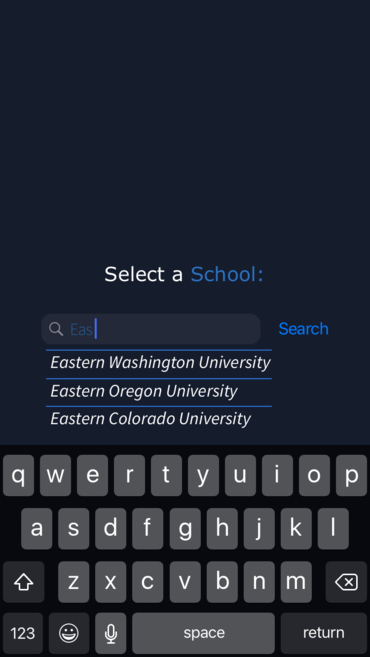 Select a School:
Eas
Search
Eastern Washington University
Eastern Oregon University
Eastern Colorado University
q w e r t y u i o p
a s d f g h j k l
z x c v b n m
123 space return